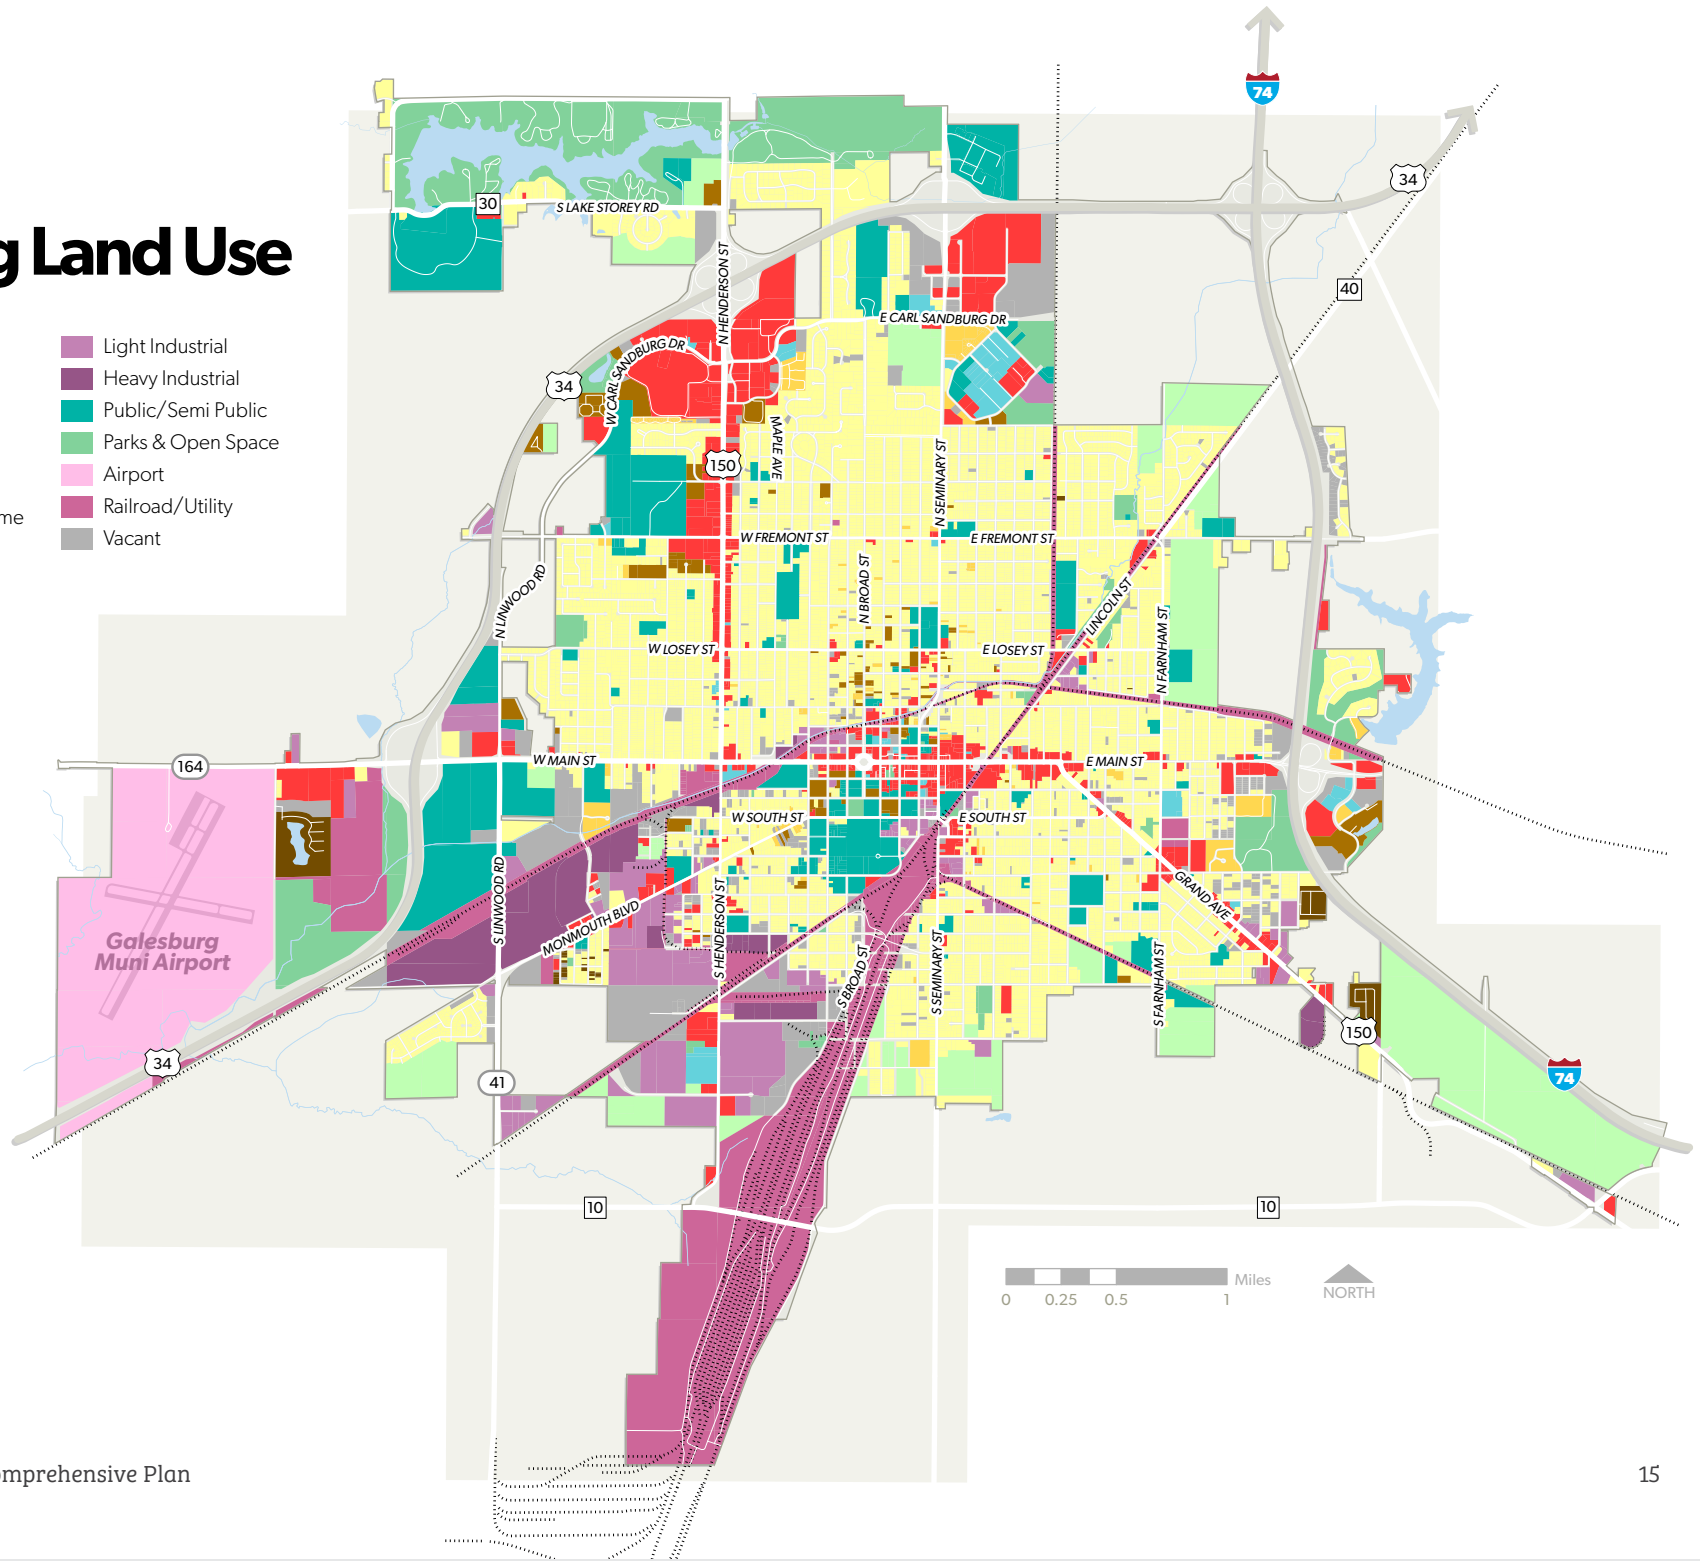 g Land Use
Light Industrial
Heavy Industrial
Public/Semi Public
Parks & Open Space
Airport
Railroad/Utility
Vacant
me
74
34
30
S LAKE STOREY RD
N HENDERSON ST
40
E CARL SANDBURG DR
W CARL SANDBURG DR
34
MAPLE AVE
150
N SEMINARY ST
W FREMONT ST
E FREMONT ST
N LINWOOD RD
N BROAD ST
LINCOLN ST
N FARNHAM ST
W LOSEY ST
E LOSEY ST
164
W MAIN ST
E MAIN ST
W SOUTH ST
E SOUTH ST
S LINWOOD RD
MONMOUTH BLVD
S HENDERSON ST
GRAND AVE
Galesburg
Muni Airport
S BROAD ST
S SEMINARY ST
S FARNHAM ST
150
34
41
74
10
10
Miles
0 0.25 0.5 1
NORTH
omprehensive Plan
15